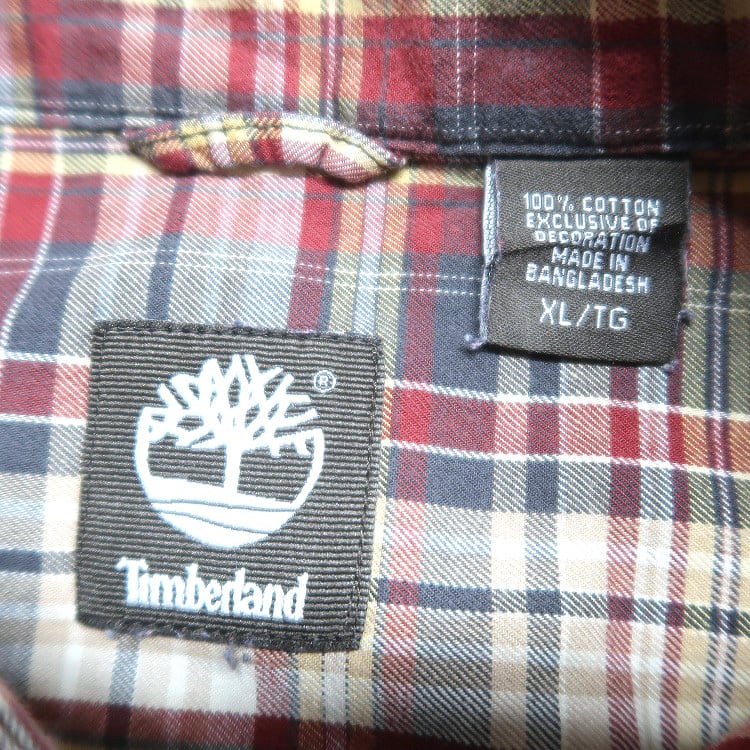 100% COTTON
EXCLUSIVE OF
DECORATION
MADE IN
BANGLADESH
XL/TG
®
Timberland